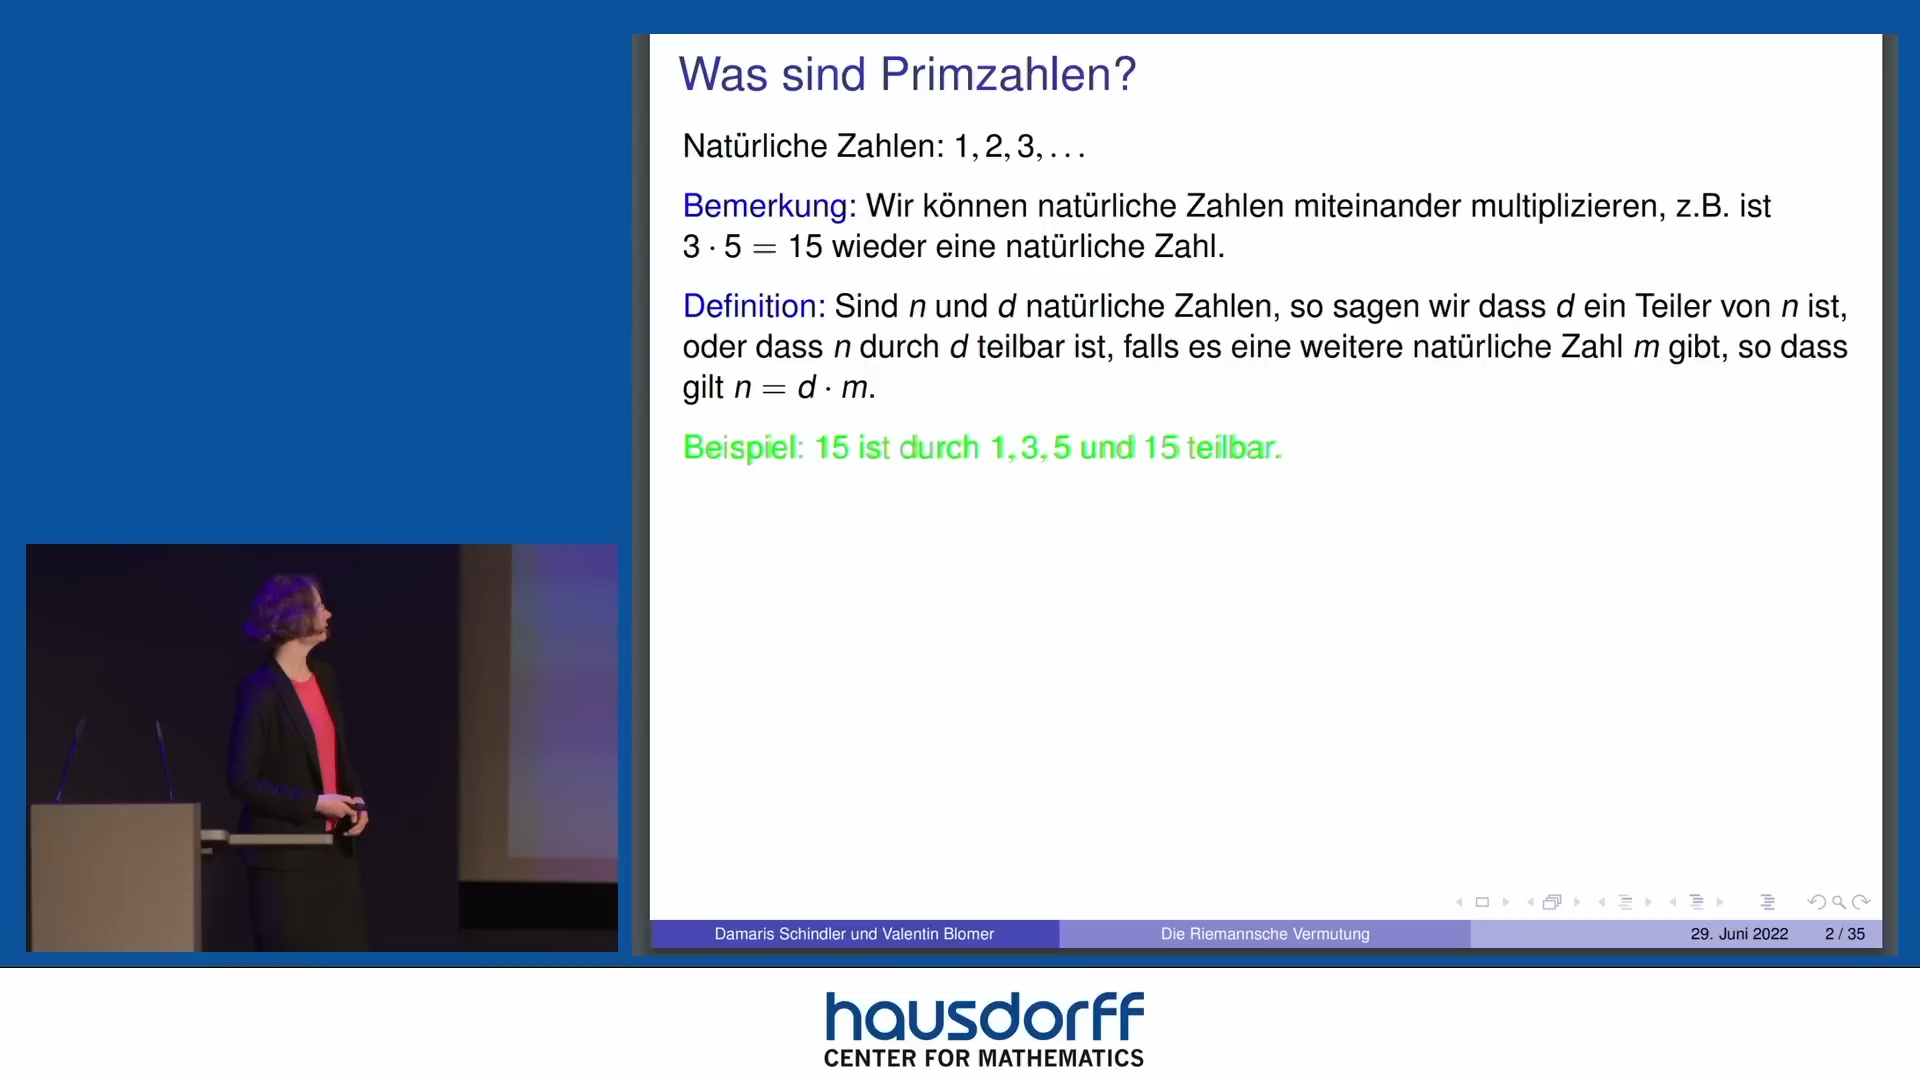 Was sind Primzahlen?
Natürliche Zahlen: 1, 2, 3, . . .
Bemerkung: Wir können natürliche Zahlen miteinander multiplizieren, z.B. ist
3 · 5 = 15 wieder eine natürliche Zahl.
Definition: Sind n und d natürliche Zahlen, so sagen wir dass d ein Teiler von n ist,
oder dass n durch d teilbar ist, falls es eine weitere natürliche Zahl m gibt, so dass
gilt n = d · m.
Beispiel: 15 ist durch 1, 3, 5 und 15 teilbar.
Damaris Schindler und Valentin Blomer
Die Riemannsche Vermutung
29. Juni 2022
2 / 35
hausdorff
CENTER FOR MATHEMATICS